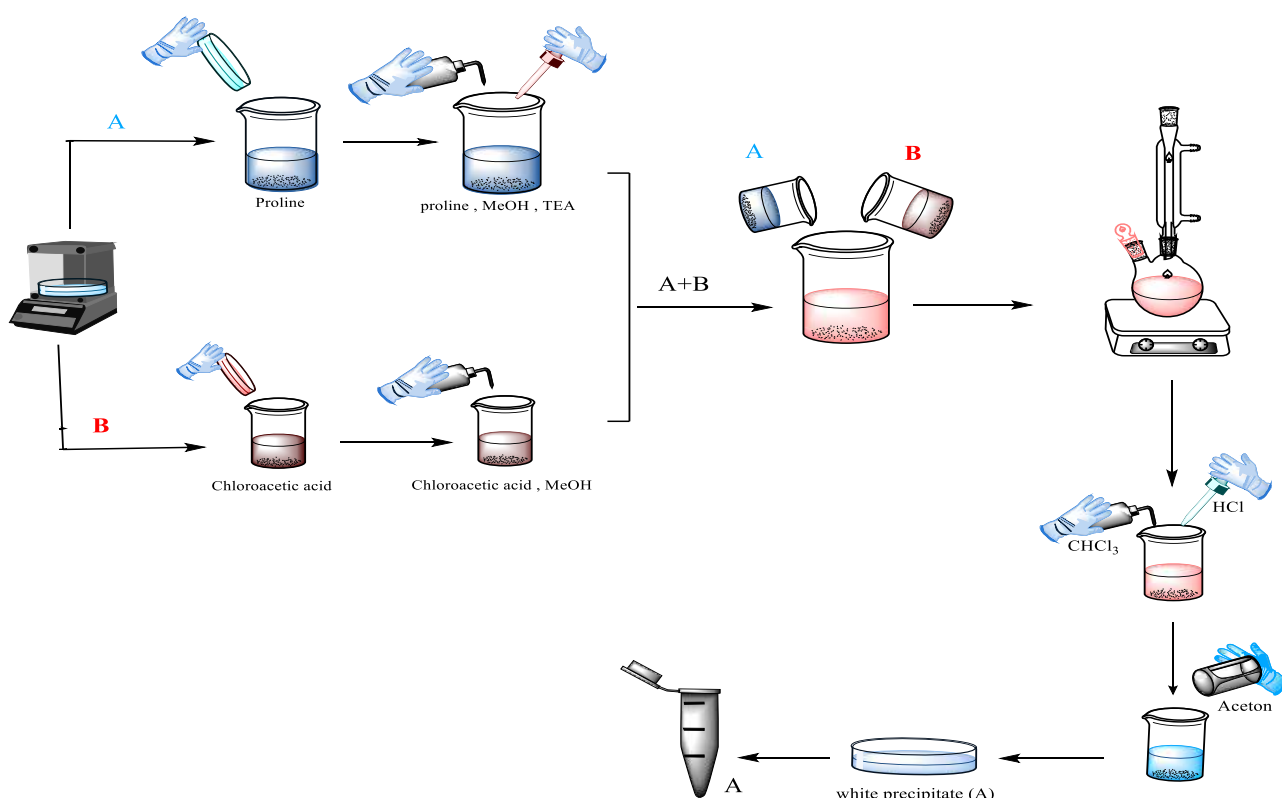 A
Proline
proline , MeOH , TEA
B
Chloroacetic acid
Chloroacetic acid , MeOH
A+B
A
B
HCl
CHCl₃
Aceton
white precipitate (A)
A